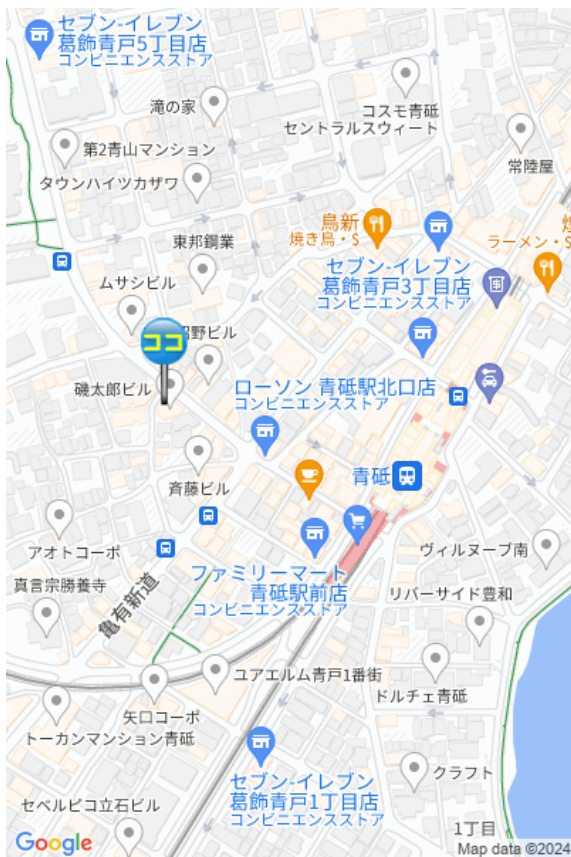 セブン-イレブン
葛飾青戸5丁目店
コンビニエンスストア
滝の家
コスモ青砥
セントラルスウィート
第2青山マンション
常陸屋
タウンハイツカザワ
鳥新
焼き鳥・$
東邦鋼業
ラーメン・$
セブン-イレブン
葛飾青戸3丁目店
コンビニエンスストア
ムサシビル
ココ
沼野ビル
磯太郎ビル
ローソン 青砥駅北口店
コンビニエンスストア
青砥
斉藤ビル
アオトコーポ
ヴィルヌーブ南
ファミリーマート
青砥駅前店
コンビニエンスストア
真言宗勝養寺
亀有新道
リバーサイド豊和
ユアエルム青戸1番街
ドルチェ青砥
矢口コーポ
トーカンマンション青砥
クラフト
セブン-イレブン
葛飾青戸1丁目店
コンビニエンスストア
セベルピコ立石ビル
1丁目
Google
Map data ©2024